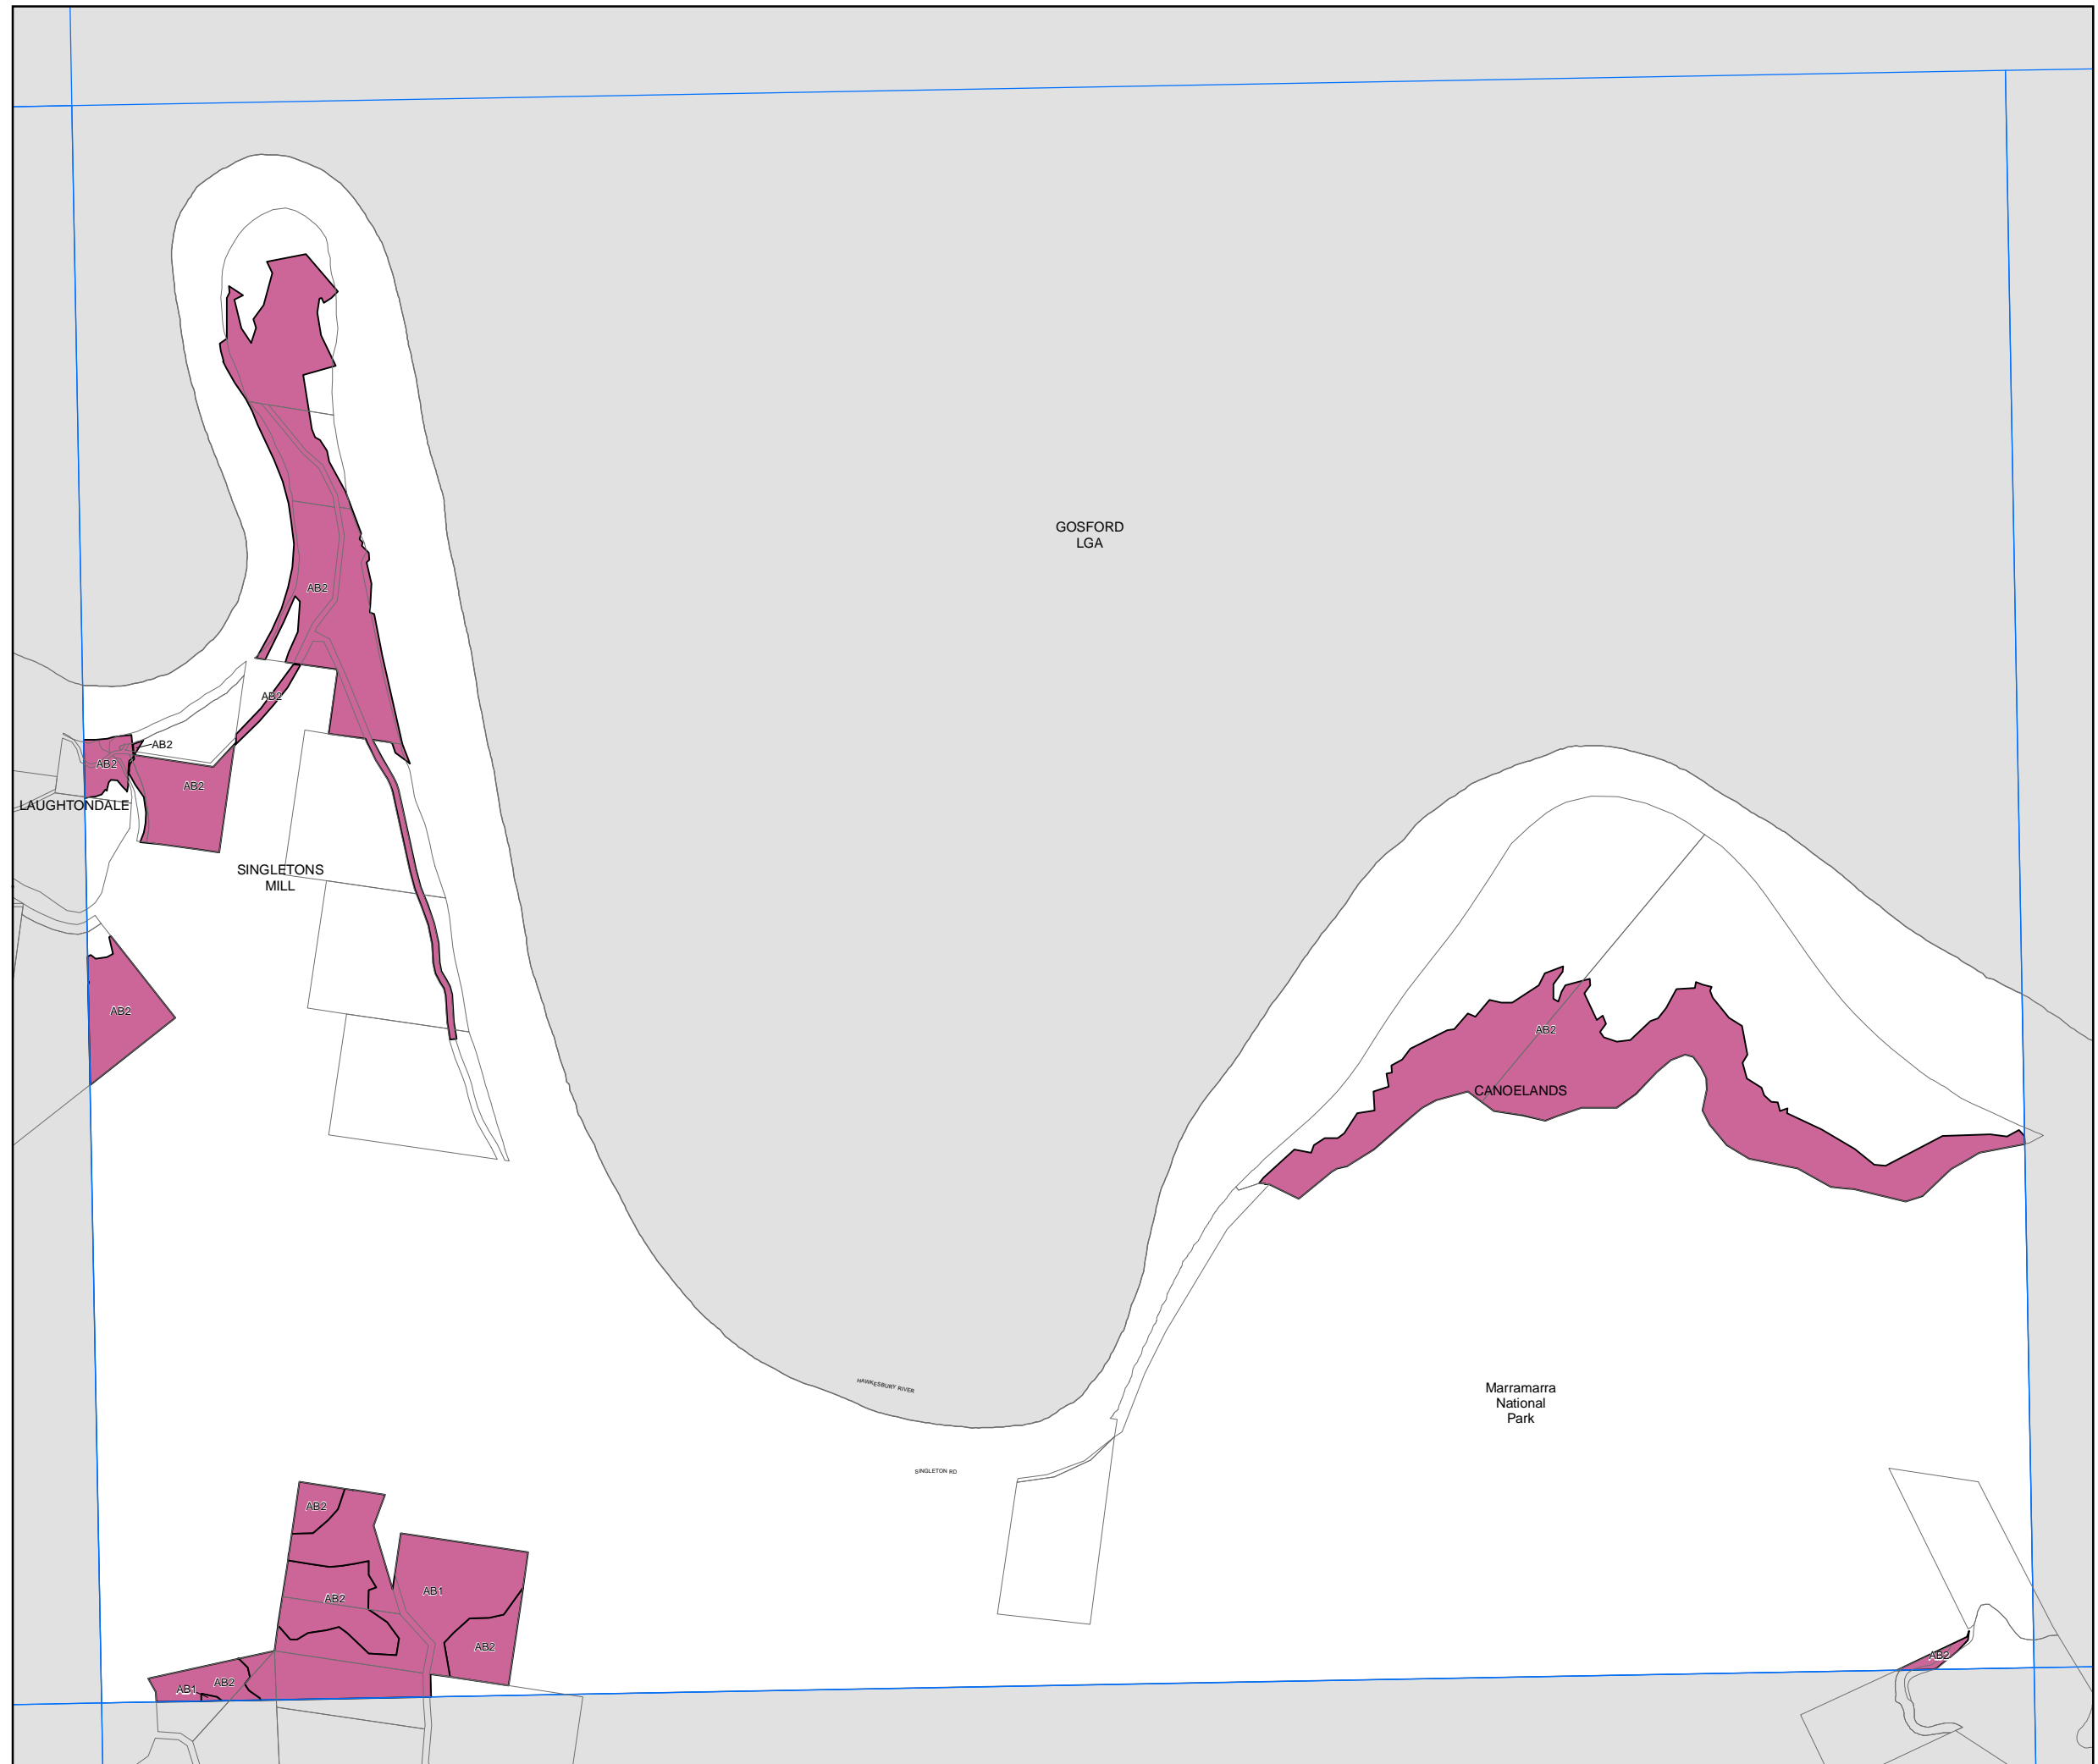 GOSFORD
LGA
AB2
AB2
AB2
AB2
AB2
LAUGHTONDALE
SINGLETONS
MILL
AB2
AB2
CANOELANDS
HAWKESBURY RIVER
Marramarra
National
Park
SINGLETON RD
AB2
AB1
AB2
AB2
AB2
AB2
AB1